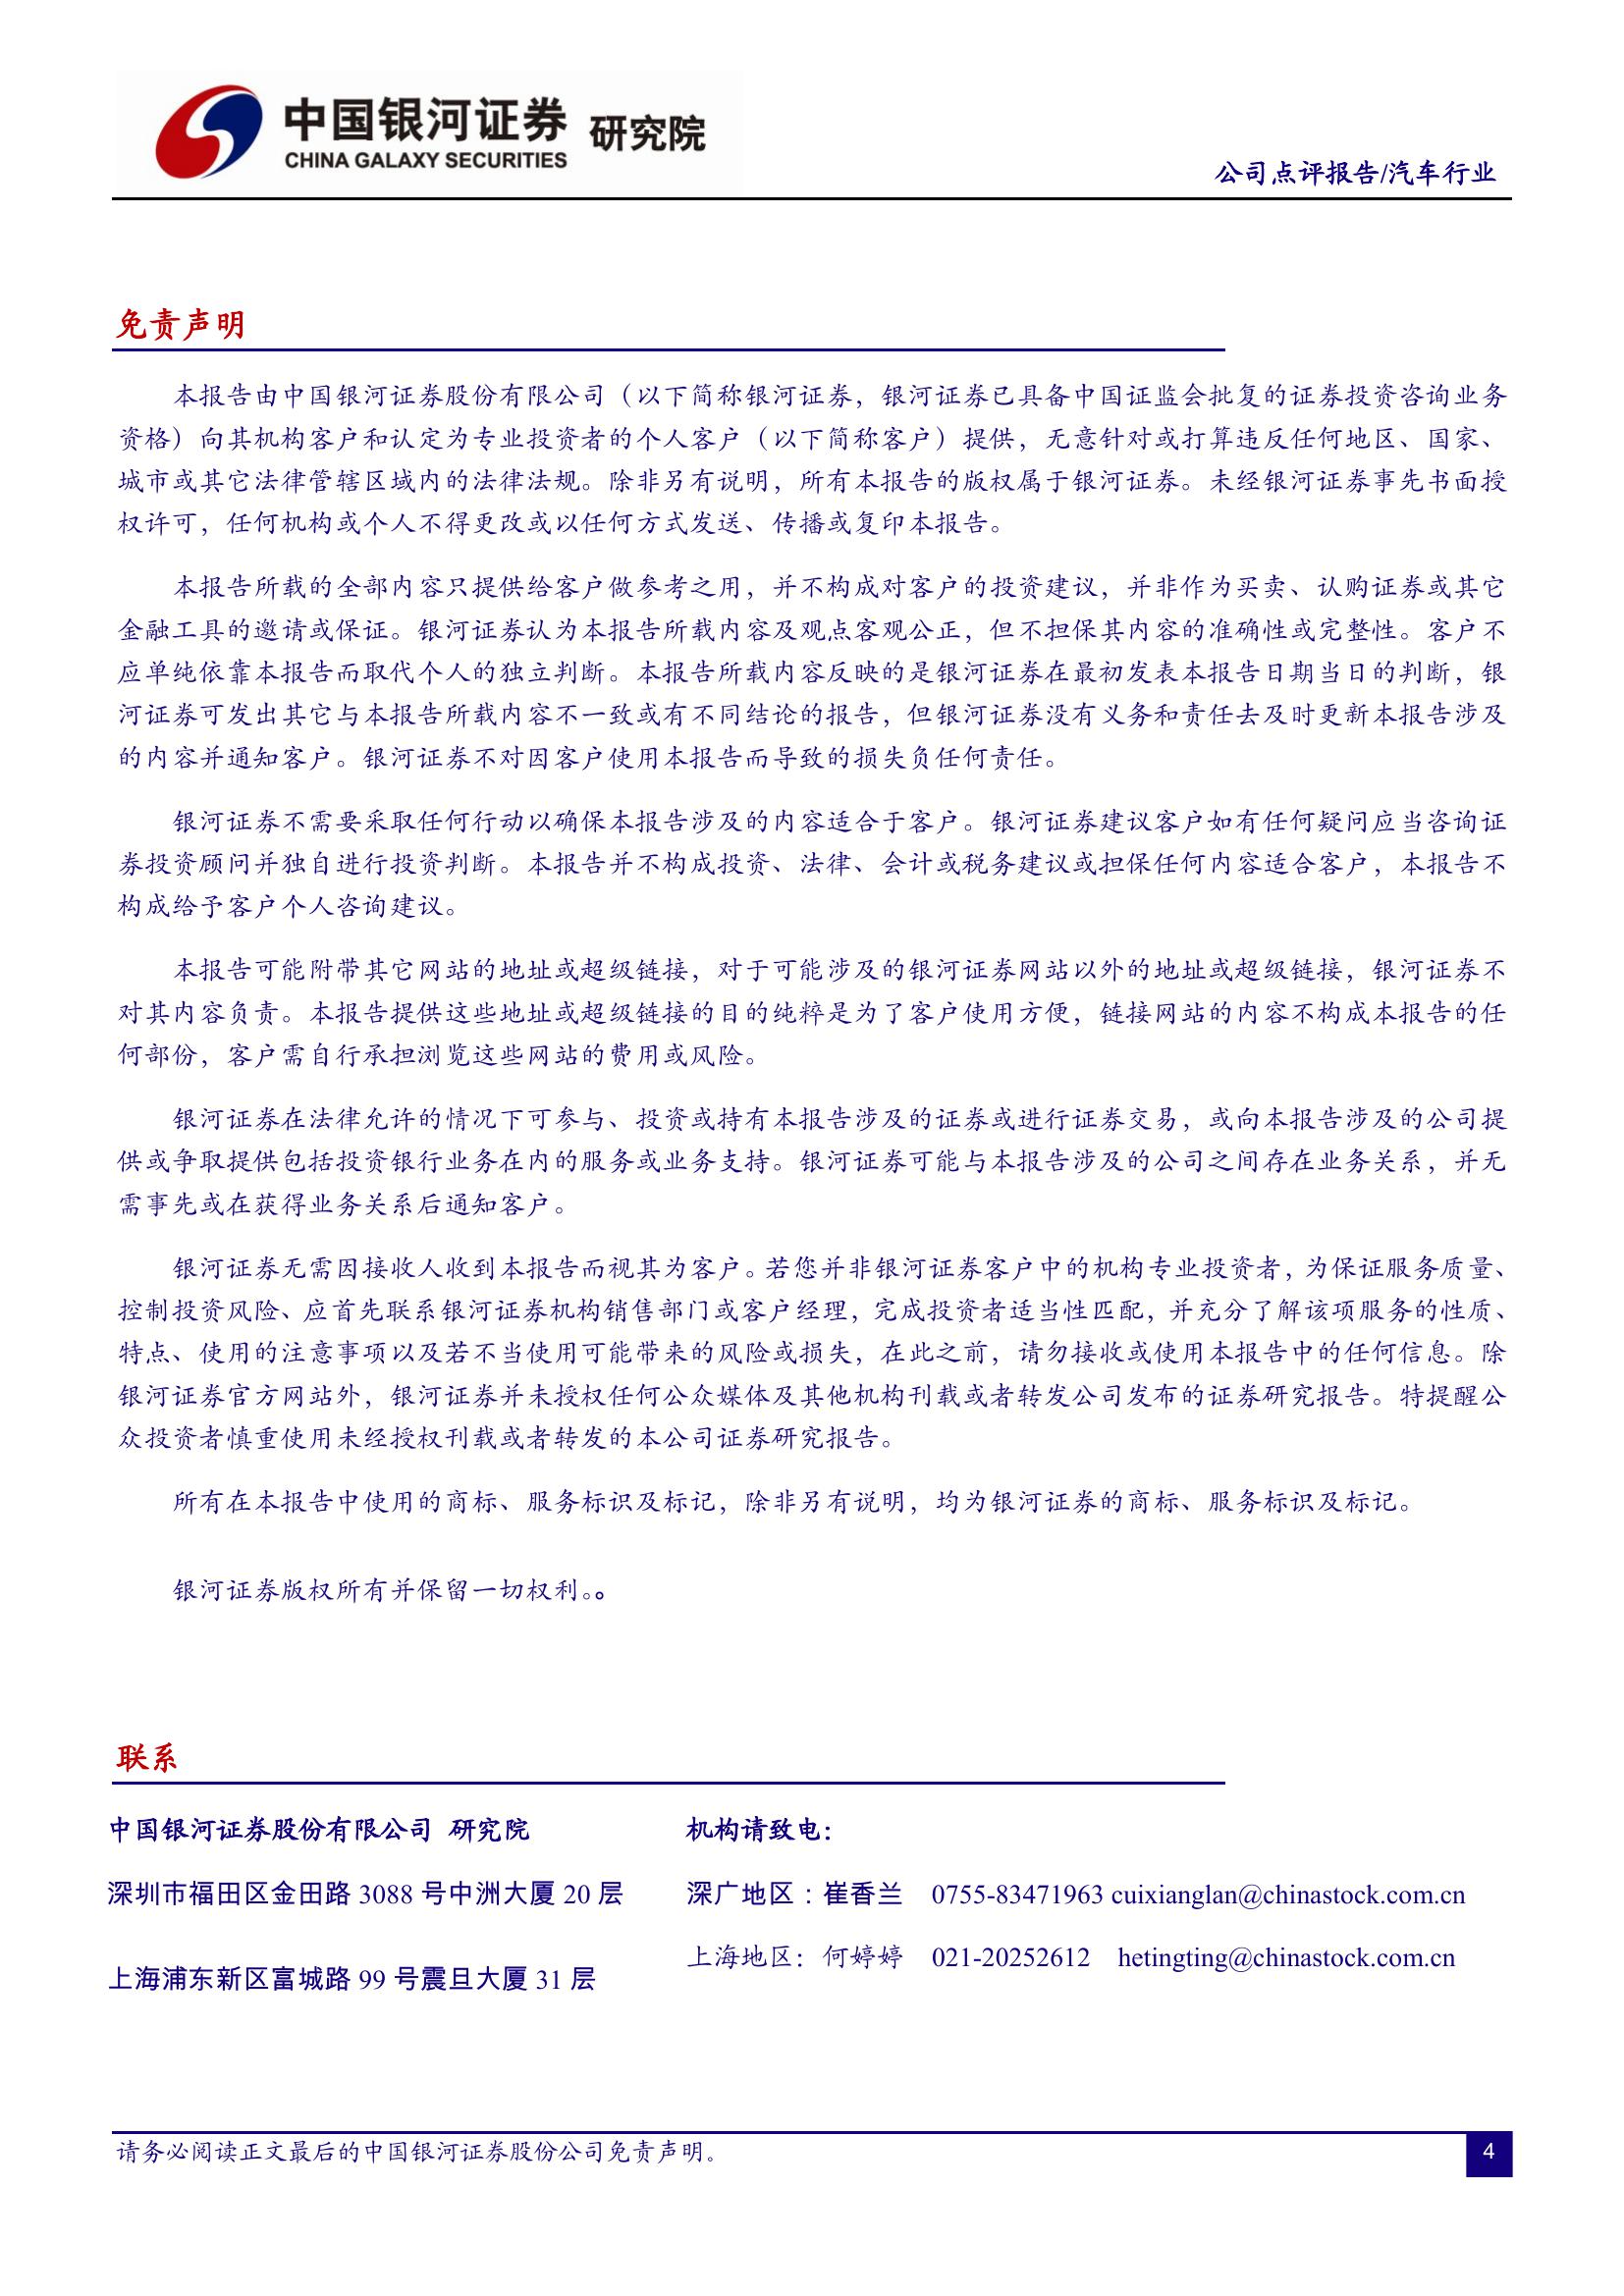 中国银河证券 研究院
CHINA GALAXY SECURITIES
公司点评报告/汽车行业
免责声明
本报告由中国银河证券股份有限公司（以下简称银河证券，银河证券已具备中国证监会批复的证券投资咨询业务
资格）向其机构客户和认定为专业投资者的个人客户（以下简称客户）提供，无意针对或打算违反任何地区、国家、
城市或其它法律管辖区域内的法律法规。除非另有说明，所有本报告的版权属于银河证券。未经银河证券事先书面授
权许可，任何机构或个人不得更改或以任何方式发送、传播或复印本报告。
本报告所载的全部内容只提供给客户做参考之用，并不构成对客户的投资建议，并非作为买卖、认购证券或其它
金融工具的邀请或保证。银河证券认为本报告所载内容及观点客观公正，但不担保其内容的准确性或完整性。客户不
应单纯依靠本报告而取代个人的独立判断。本报告所载内容反映的是银河证券在最初发表本报告日期当日的判断，银
河证券可发出其它与本报告所载内容不一致或有不同结论的报告，但银河证券没有义务和责任去及时更新本报告涉及
的内容并通知客户。银河证券不对因客户使用本报告而导致的损失负任何责任。
银河证券不需要采取任何行动以确保本报告涉及的内容适合于客户。银河证券建议客户如有任何疑问应当咨询证
券投资顾问并独自进行投资判断。本报告并不构成投资、法律、会计或税务建议或担保任何内容适合客户，本报告不
构成给予客户个人咨询建议。
本报告可能附带其它网站的地址或超级链接，对于可能涉及的银河证券网站以外的地址或超级链接，银河证券不
对其内容负责。本报告提供这些地址或超级链接的目的纯粹是为了客户使用方便，链接网站的内容不构成本报告的任
何部份，客户需自行承担浏览这些网站的费用或风险。
银河证券在法律允许的情况下可参与、投资或持有本报告涉及的证券或进行证券交易，或向本报告涉及的公司提
供或争取提供包括投资银行业务在内的服务或业务支持。银河证券可能与本报告涉及的公司之间存在业务关系，并无
需事先或在获得业务关系后通知客户。
银河证券无需因接收人收到本报告而视其为客户。若您并非银河证券客户中的机构专业投资者，为保证服务质量、
控制投资风险、应首先联系银河证券机构销售部门或客户经理，完成投资者适当性匹配，并充分了解该项服务的性质、
特点、使用的注意事项以及若不当使用可能带来的风险或损失，在此之前，请勿接收或使用本报告中的任何信息。除
银河证券官方网站外，银河证券并未授权任何公众媒体及其他机构刊载或者转发公司发布的证券研究报告。特提醒公
众投资者慎重使用未经授权刊载或者转发的本公司证券研究报告。
所有在本报告中使用的商标、服务标识及标记，除非另有说明，均为银河证券的商标、服务标识及标记。
银河证券版权所有并保留一切权利。。
联系
中国银河证券股份有限公司 研究院
深圳市福田区金田路 3088 号中洲大厦 20 层
上海浦东新区富城路 99 号震旦大厦 31 层
机构请致电：
深广地区：崔香兰 0755-83471963 cuixianglan@chinastock.com.cn
上海地区：何婷婷 021-20252612 hetingting@chinastock.com.cn
请务必阅读正文最后的中国银河证券股份公司免责声明。
4